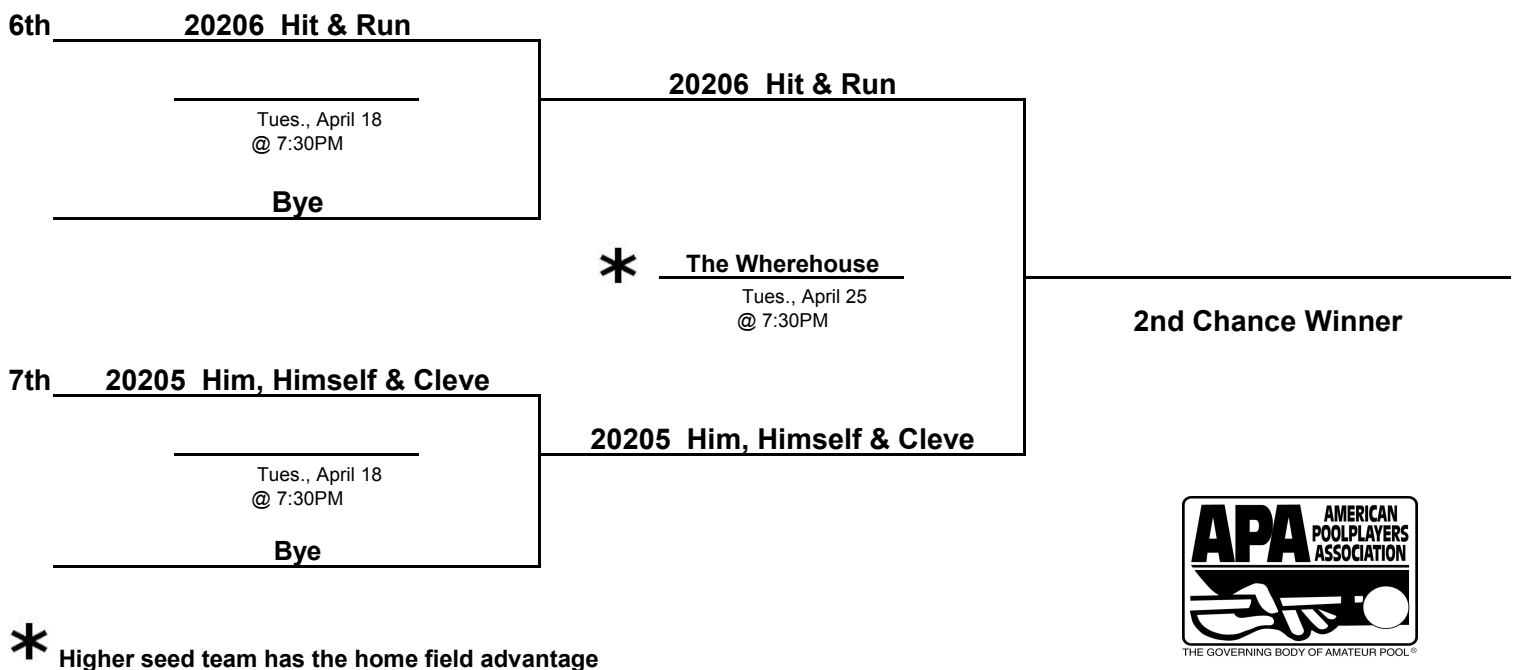 6th 20206 Hit & Run
20206 Hit & Run
Tues., April 18
@ 7:30PM
Bye
* The Wherehouse
Tues., April 25
@ 7:30PM
2nd Chance Winner
7th 20205 Him, Himself & Cleve
20205 Him, Himself & Cleve
Tues., April 18
@ 7:30PM
Bye
* Higher seed team has the home field advantage
APA AMERICAN
POOLPLAYERS
ASSOCIATION
THE GOVERNING BODY OF AMATEUR POOL®